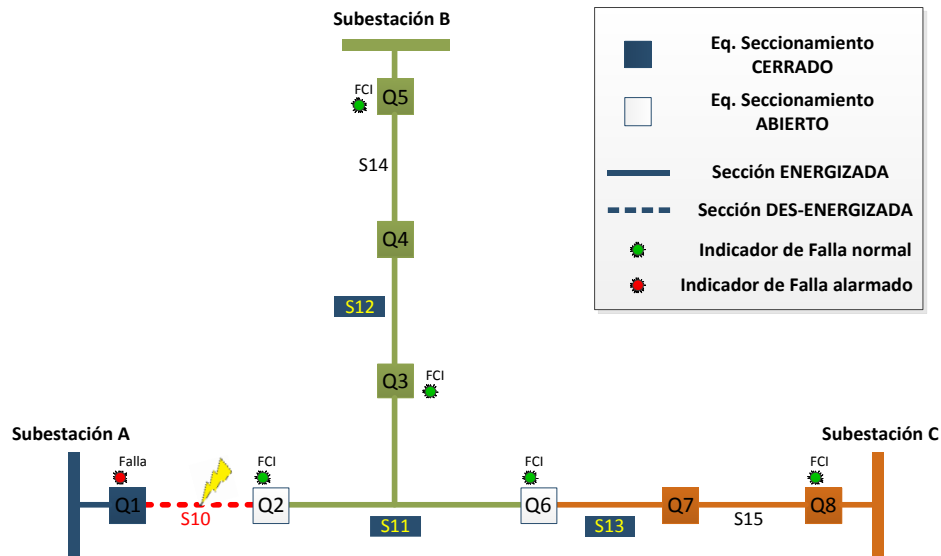 Subestación B
FCI
Q5
S14
Q4
S12
Q3
FCI
Subestación A
Subestación C
Falla
FCI
FCI
FCI
Q1
Q2
Q6
Q7
Q8
S10
S11
S13
S15
Eq. Seccionamiento
CERRADO
Eq. Seccionamiento
ABIERTO
Sección ENERGIZADA
Sección DES-ENERGIZADA
Indicador de Falla normal
Indicador de Falla alarmado